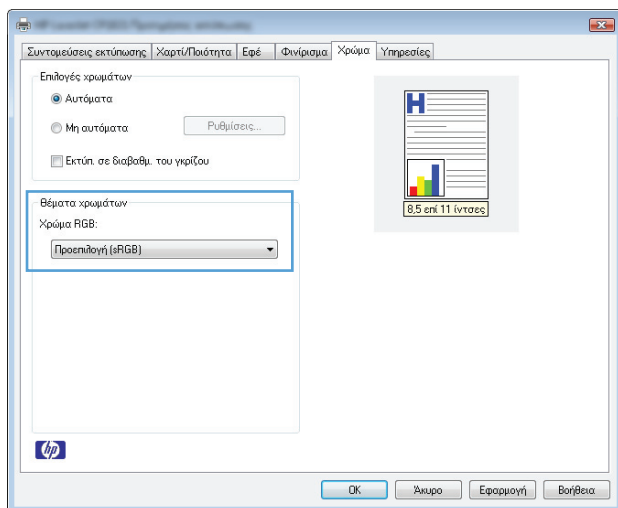 Συντομεύσεις εκτύπωσης Χαρτί/Ποιότητα Εφέ Φινίρισμα Χρώμα Υπηρεσίες
Επιλογές χρωμάτων
Αυτόματα
Μη αυτόματα Ρυθμίσεις...
Εκτύπ. σε διαβαθμ. του γκρίζου
Θέματα χρωμάτων
Χρώμα RGB:
Προεπιλογή (sRGB)
H
8,5 επί 11 ίντσες
hp
OK Άκυρο Εφαρμογή Βοήθεια